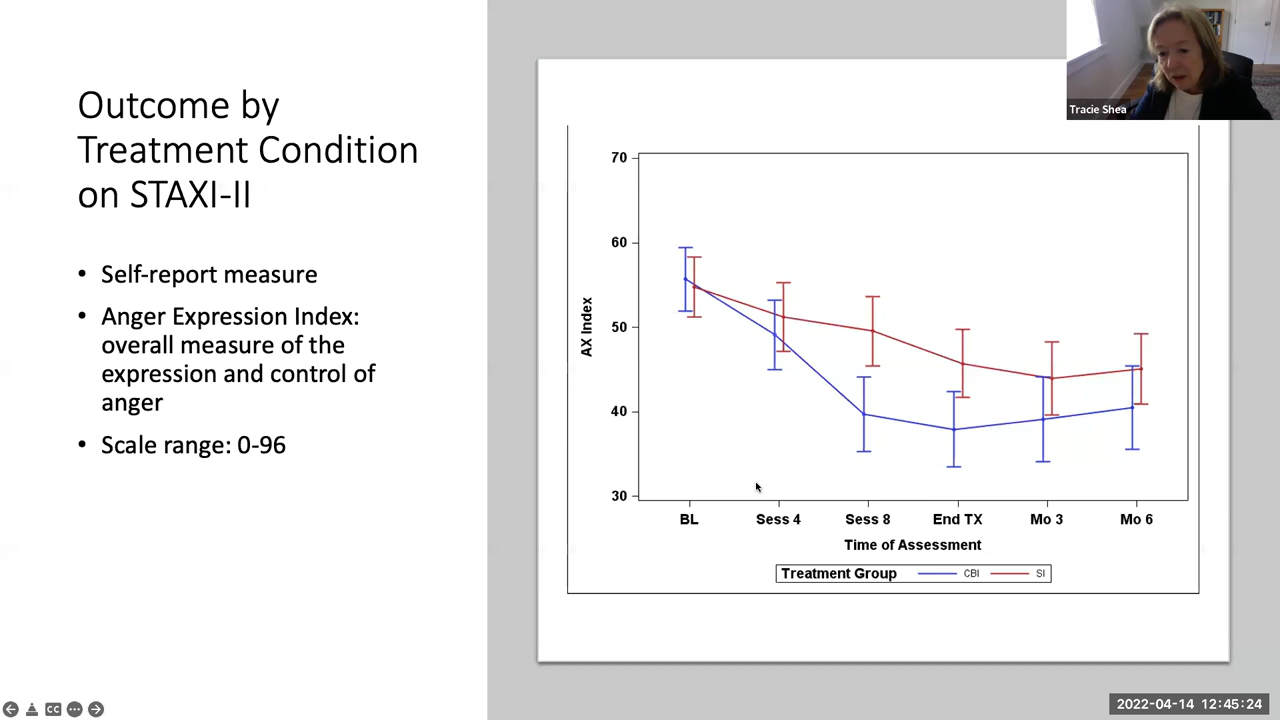 Outcome by
Treatment Condition
on STAXI-II
• Self-report measure
• Anger Expression Index:
overall measure of the
expression and control of
anger
• Scale range: 0-96
Tracie Shea
70
60
50
40
30
AX Index
BL Sess 4 Sess 8 End TX Mo 3 Mo 6
Time of Assessment
Treatment Group CBI SI
CC
2022-04-14 12:45:24